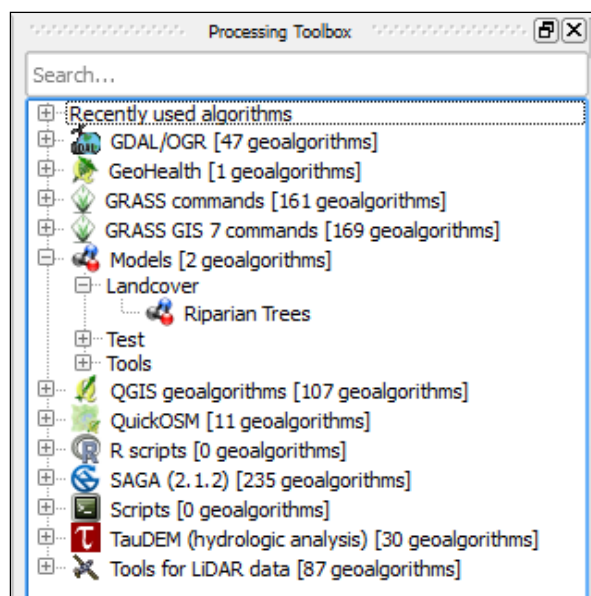 Processing Toolbox
Search...
Recently used algorithms
GDAL/OGR [47 geoalgorithms]
GeoHealth [1 geoalgorithms]
GRASS commands [161 geoalgorithms]
GRASS GIS 7 commands [169 geoalgorithms]
Models [2 geoalgorithms]
Landcover
Riparian Trees
Test
Tools
QGIS geoalgorithms [107 geoalgorithms]
QuickOSM [11 geoalgorithms]
R scripts [0 geoalgorithms]
SAGA (2.1.2) [235 geoalgorithms]
Scripts [0 geoalgorithms]
TauDEM (hydrologic analysis) [30 geoalgorithms]
Tools for LiDAR data [87 geoalgorithms]